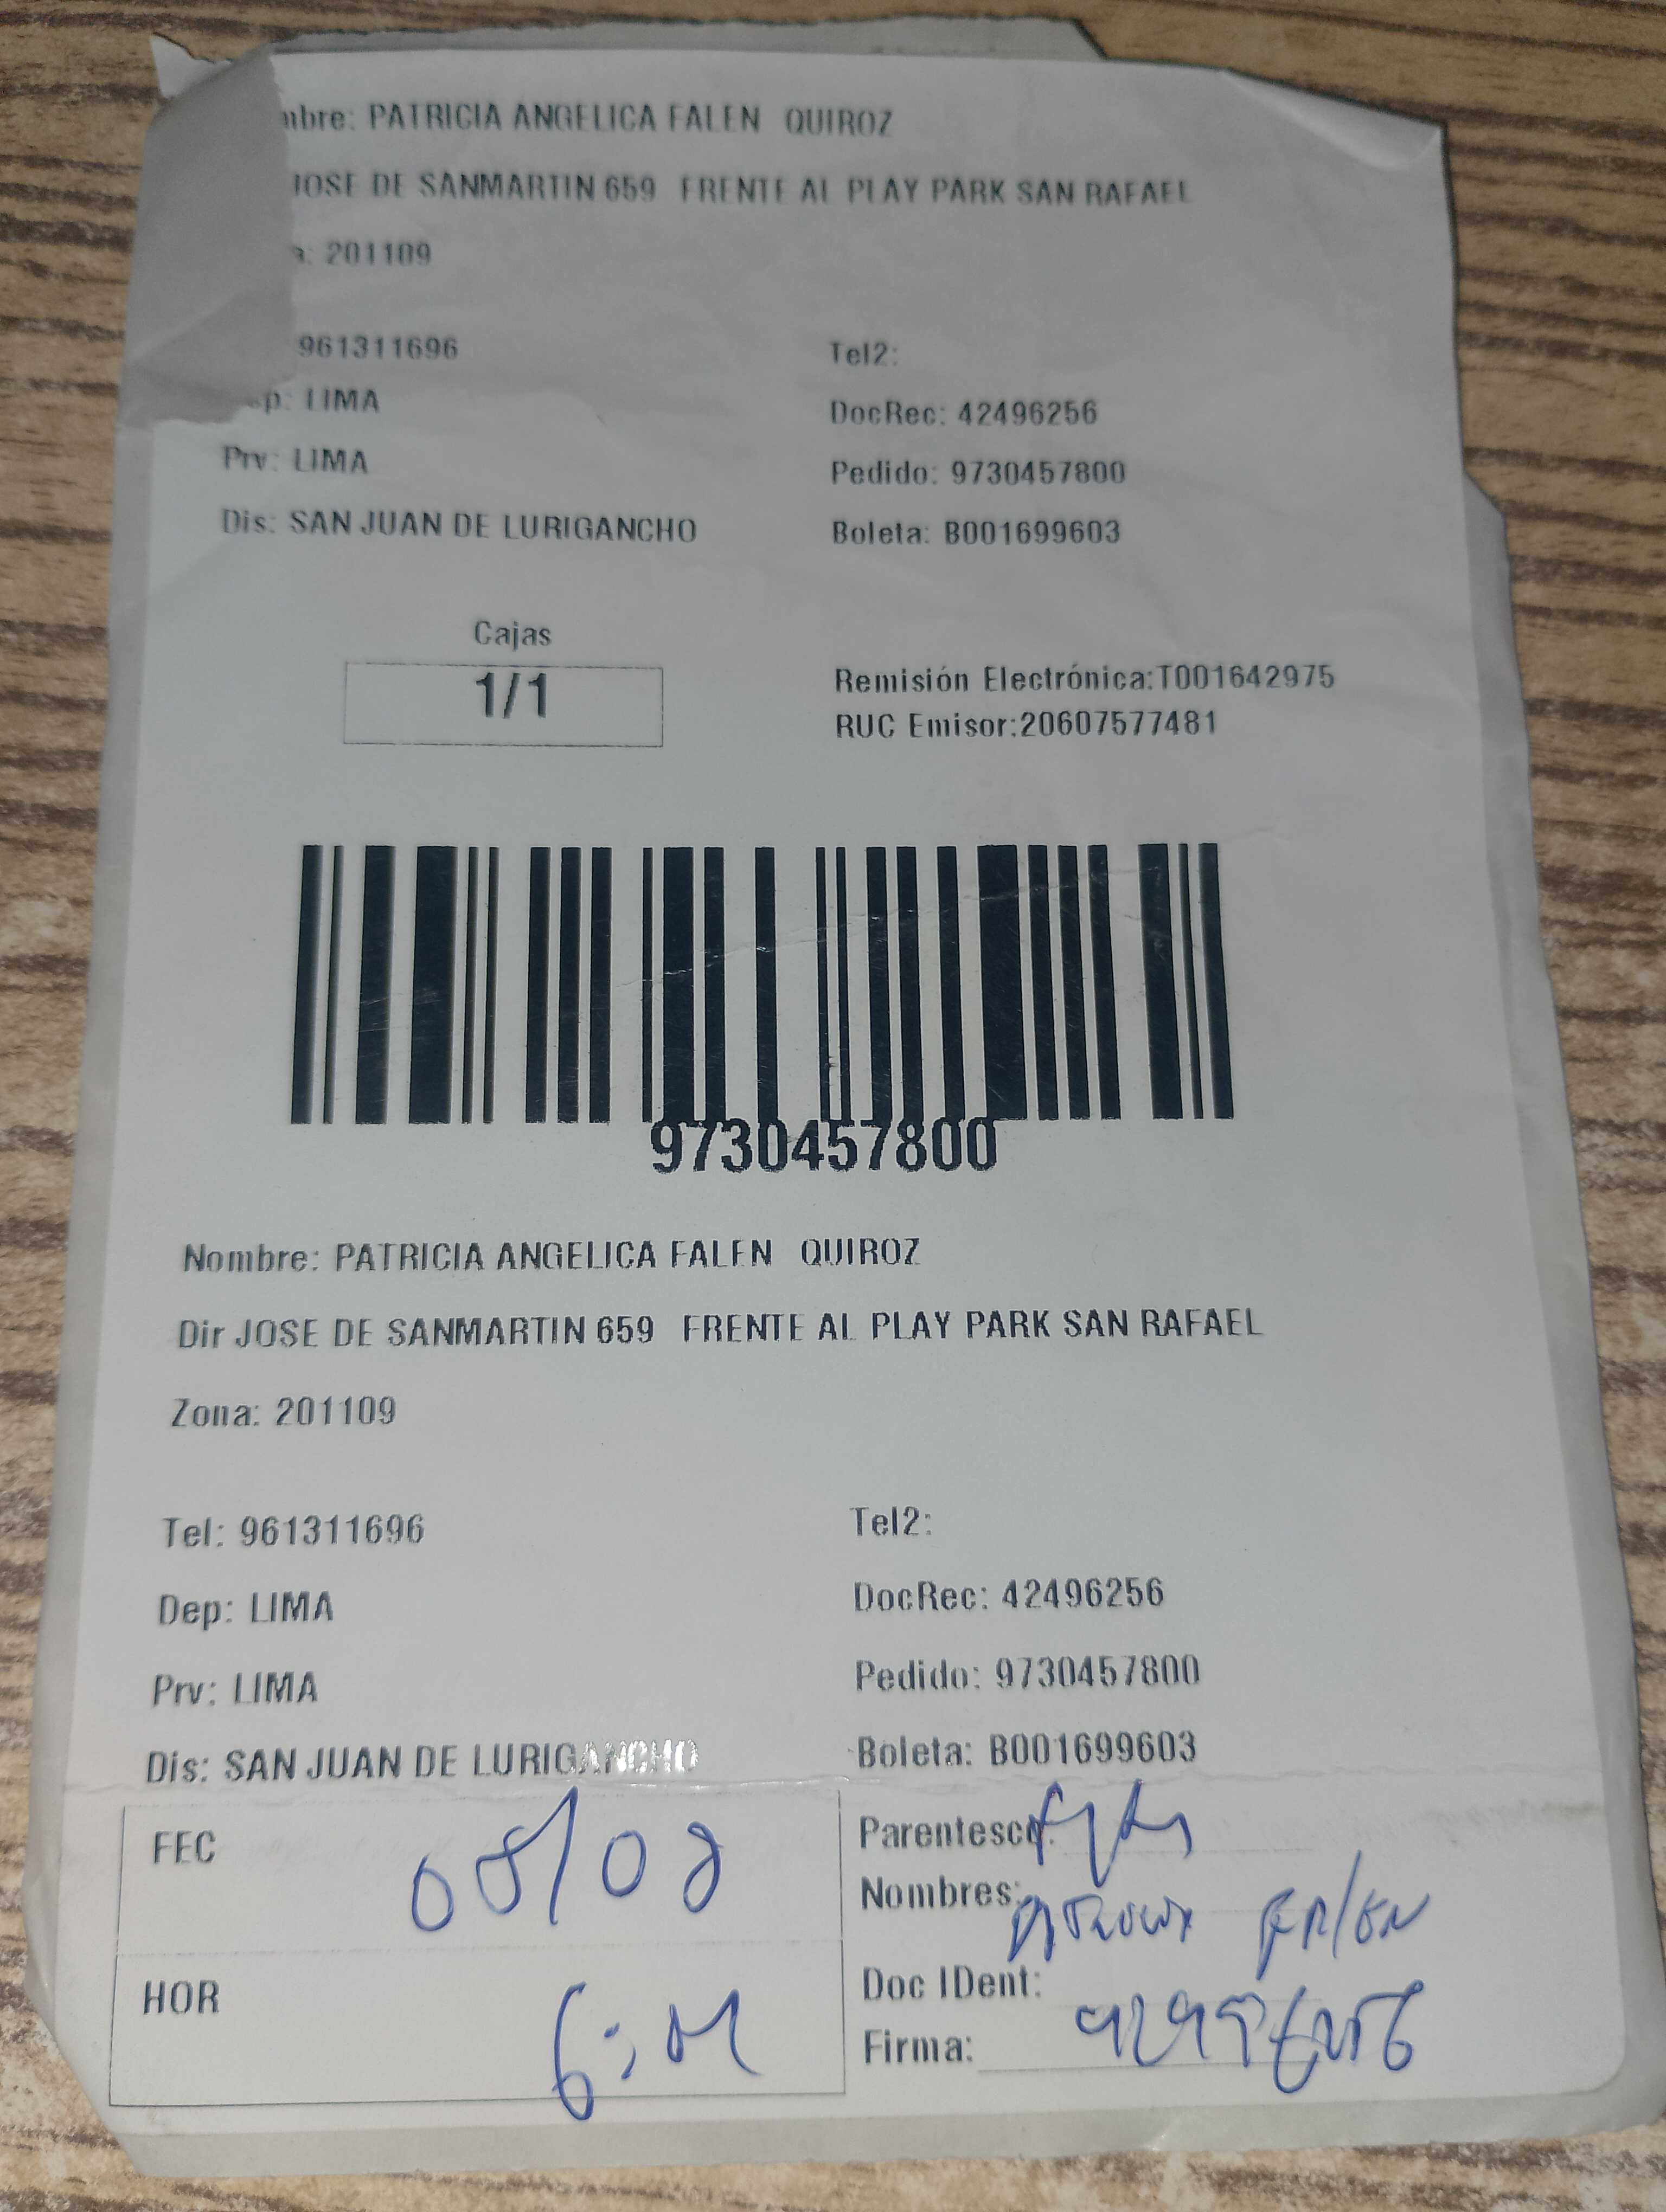 mbre: PATRICIA ANGELICA FALEN QUIROZ
JOSE DE SANMARTIN 659 FRENTE AL PLAY PARK SAN RAFAEL
a: 201109
961311696 Tel2:
ep: LIMA DocRec: 42496256
Prv: LIMA Pedido: 9730457800
Dis: SAN JUAN DE LURIGANCHO Boleta: B001699603
Cajas
1/1
Remisión Electrónica:T001642975
RUC Emisor:20607577481
9730457800
Nombre: PATRICIA ANGELICA FALEN QUIROZ
Dir JOSE DE SANMARTIN 659 FRENTE AL PLAY PARK SAN RAFAEL
Zona: 201109
Tel: 961311696 Tel2:
Dep: LIMA DocRec: 42496256
Prv: LIMA Pedido: 9730457800
Dis: SAN JUAN DE LURIGANCHO Boleta: B001699603
FEC 08/08 Parentesco:
Nombres:
HOR Doc IDent:
Firma: